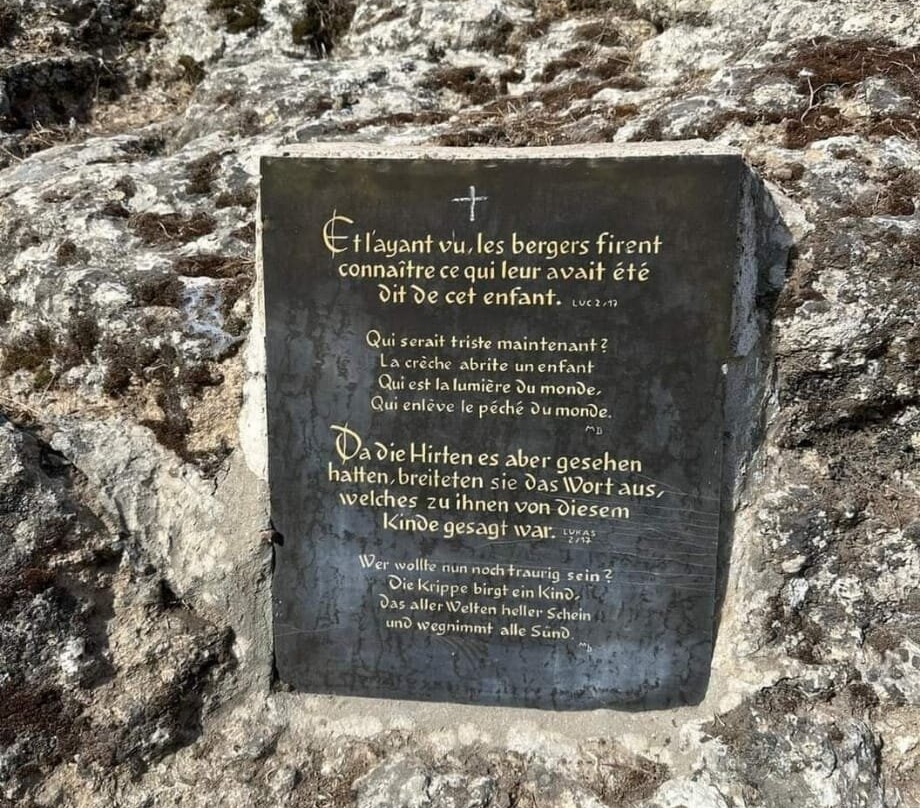 Et l'ayant vu, les bergers firent
connaître ce qui leur avait été
dit de cet enfant. LUC 2/17
Qui serait triste maintenant?
La crèche abrite un enfant
Qui est la lumière du monde,
Qui enlève le péché du monde.
MB
Da die Hirten es aber gesehen
hatten, breiteten sie das Wort aus,
welches zu ihnen von diesem
Kinde gesagt war. LUKAS
2/17
Wer wollte nun noch traurig sein?
Die Krippe birgt ein Kind,
das aller Welten heller Schein
und wegnimmt alle Sünd.
MB